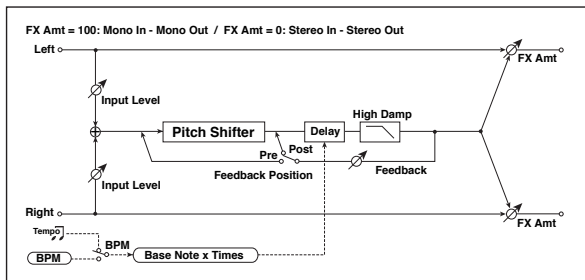 FX Amt = 100: Mono In - Mono Out / FX Amt = 0: Stereo In - Stereo Out
Left
FX Amt
Input Level
High Damp
Pitch Shifter
Delay
Post
Pre
Feedback Position
Feedback
Input Level
Right
FX Amt
Tempo
BPM
BPM
Base Note x Times